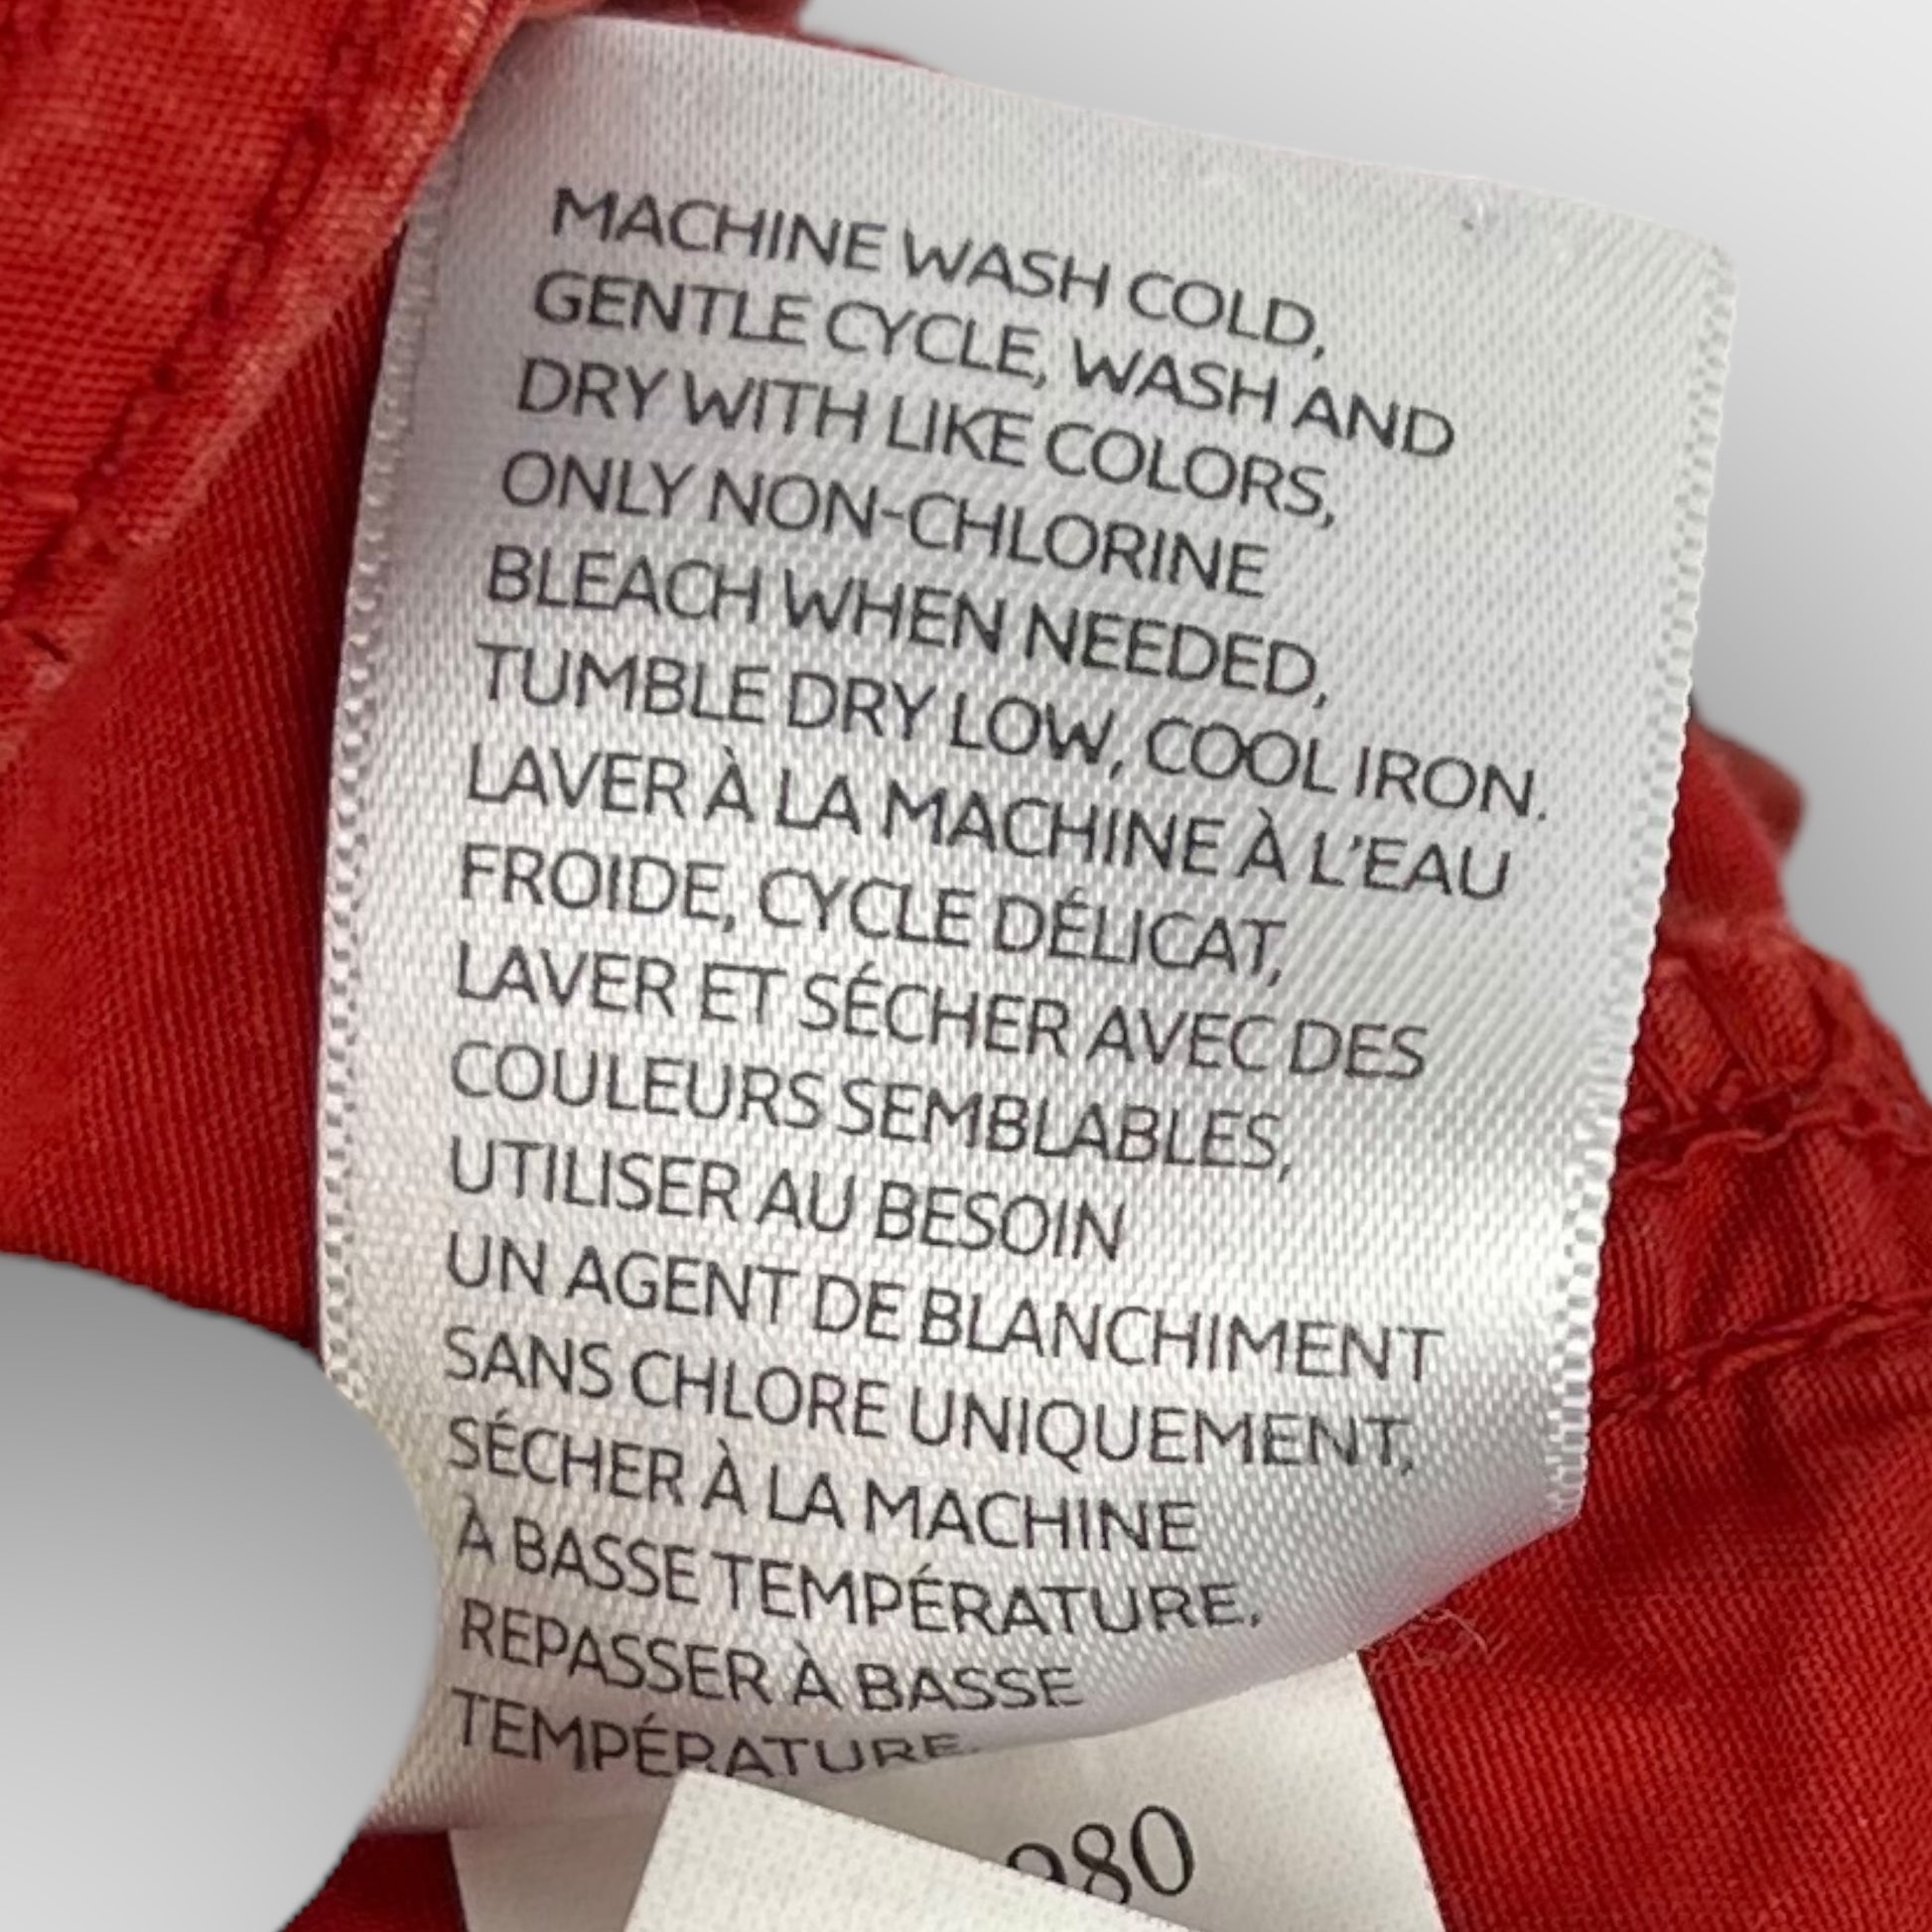 MACHINE WASH COLD,
GENTLE CYCLE, WASH AND
DRY WITH LIKE COLORS,
ONLY NON-CHLORINE
BLEACH WHEN NEEDED,
TUMBLE DRY LOW, COOL IRON.
LAVER À LA MACHINE À L'EAU
FROIDE, CYCLE DÉLICAT,
LAVER ET SÉCHER AVEC DES
COULEURS SEMBLABLES,
UTILISER AU BESOIN
UN AGENT DE BLANCHIMENT
SANS CHLORE UNIQUEMENT,
SÉCHER À LA MACHINE
À BASSE TEMPÉRATURE,
REPASSER À BASSE
TEMPÉRATURE.